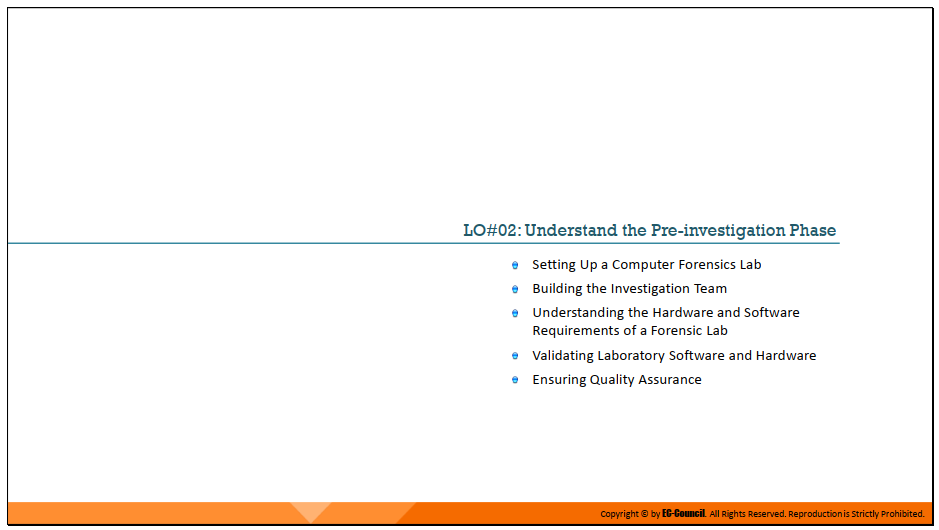 LO#02: Understand the Pre-investigation Phase
Setting Up a Computer Forensics Lab
Building the Investigation Team
Understanding the Hardware and Software
Requirements of a Forensic Lab
Validating Laboratory Software and Hardware
Ensuring Quality Assurance
Copyright © by EC-Council. All Rights Reserved. Reproduction is Strictly Prohibited.